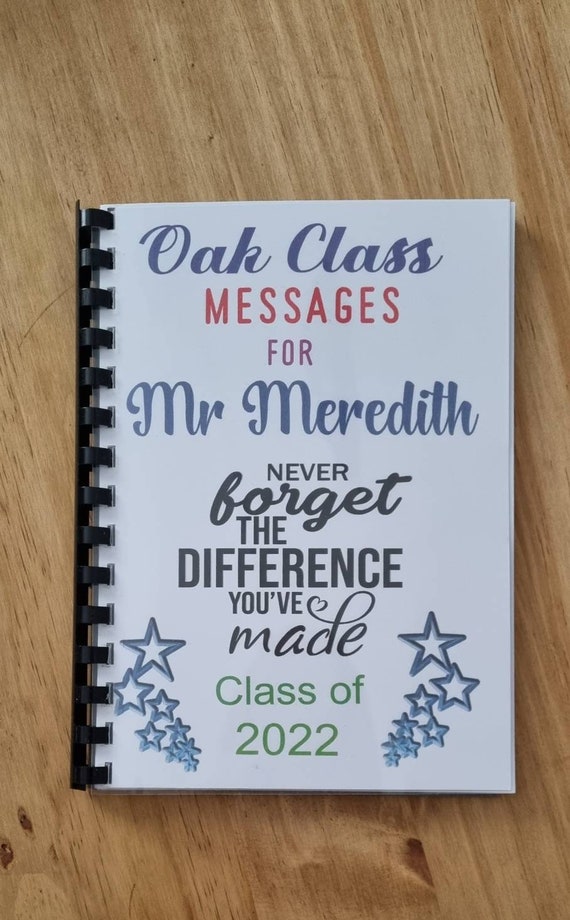 Oak Class
MESSAGES
FOR
Mr Meredith
NEVER
forget
THE
DIFFERENCE
YOU'VE
made
Class of
2022